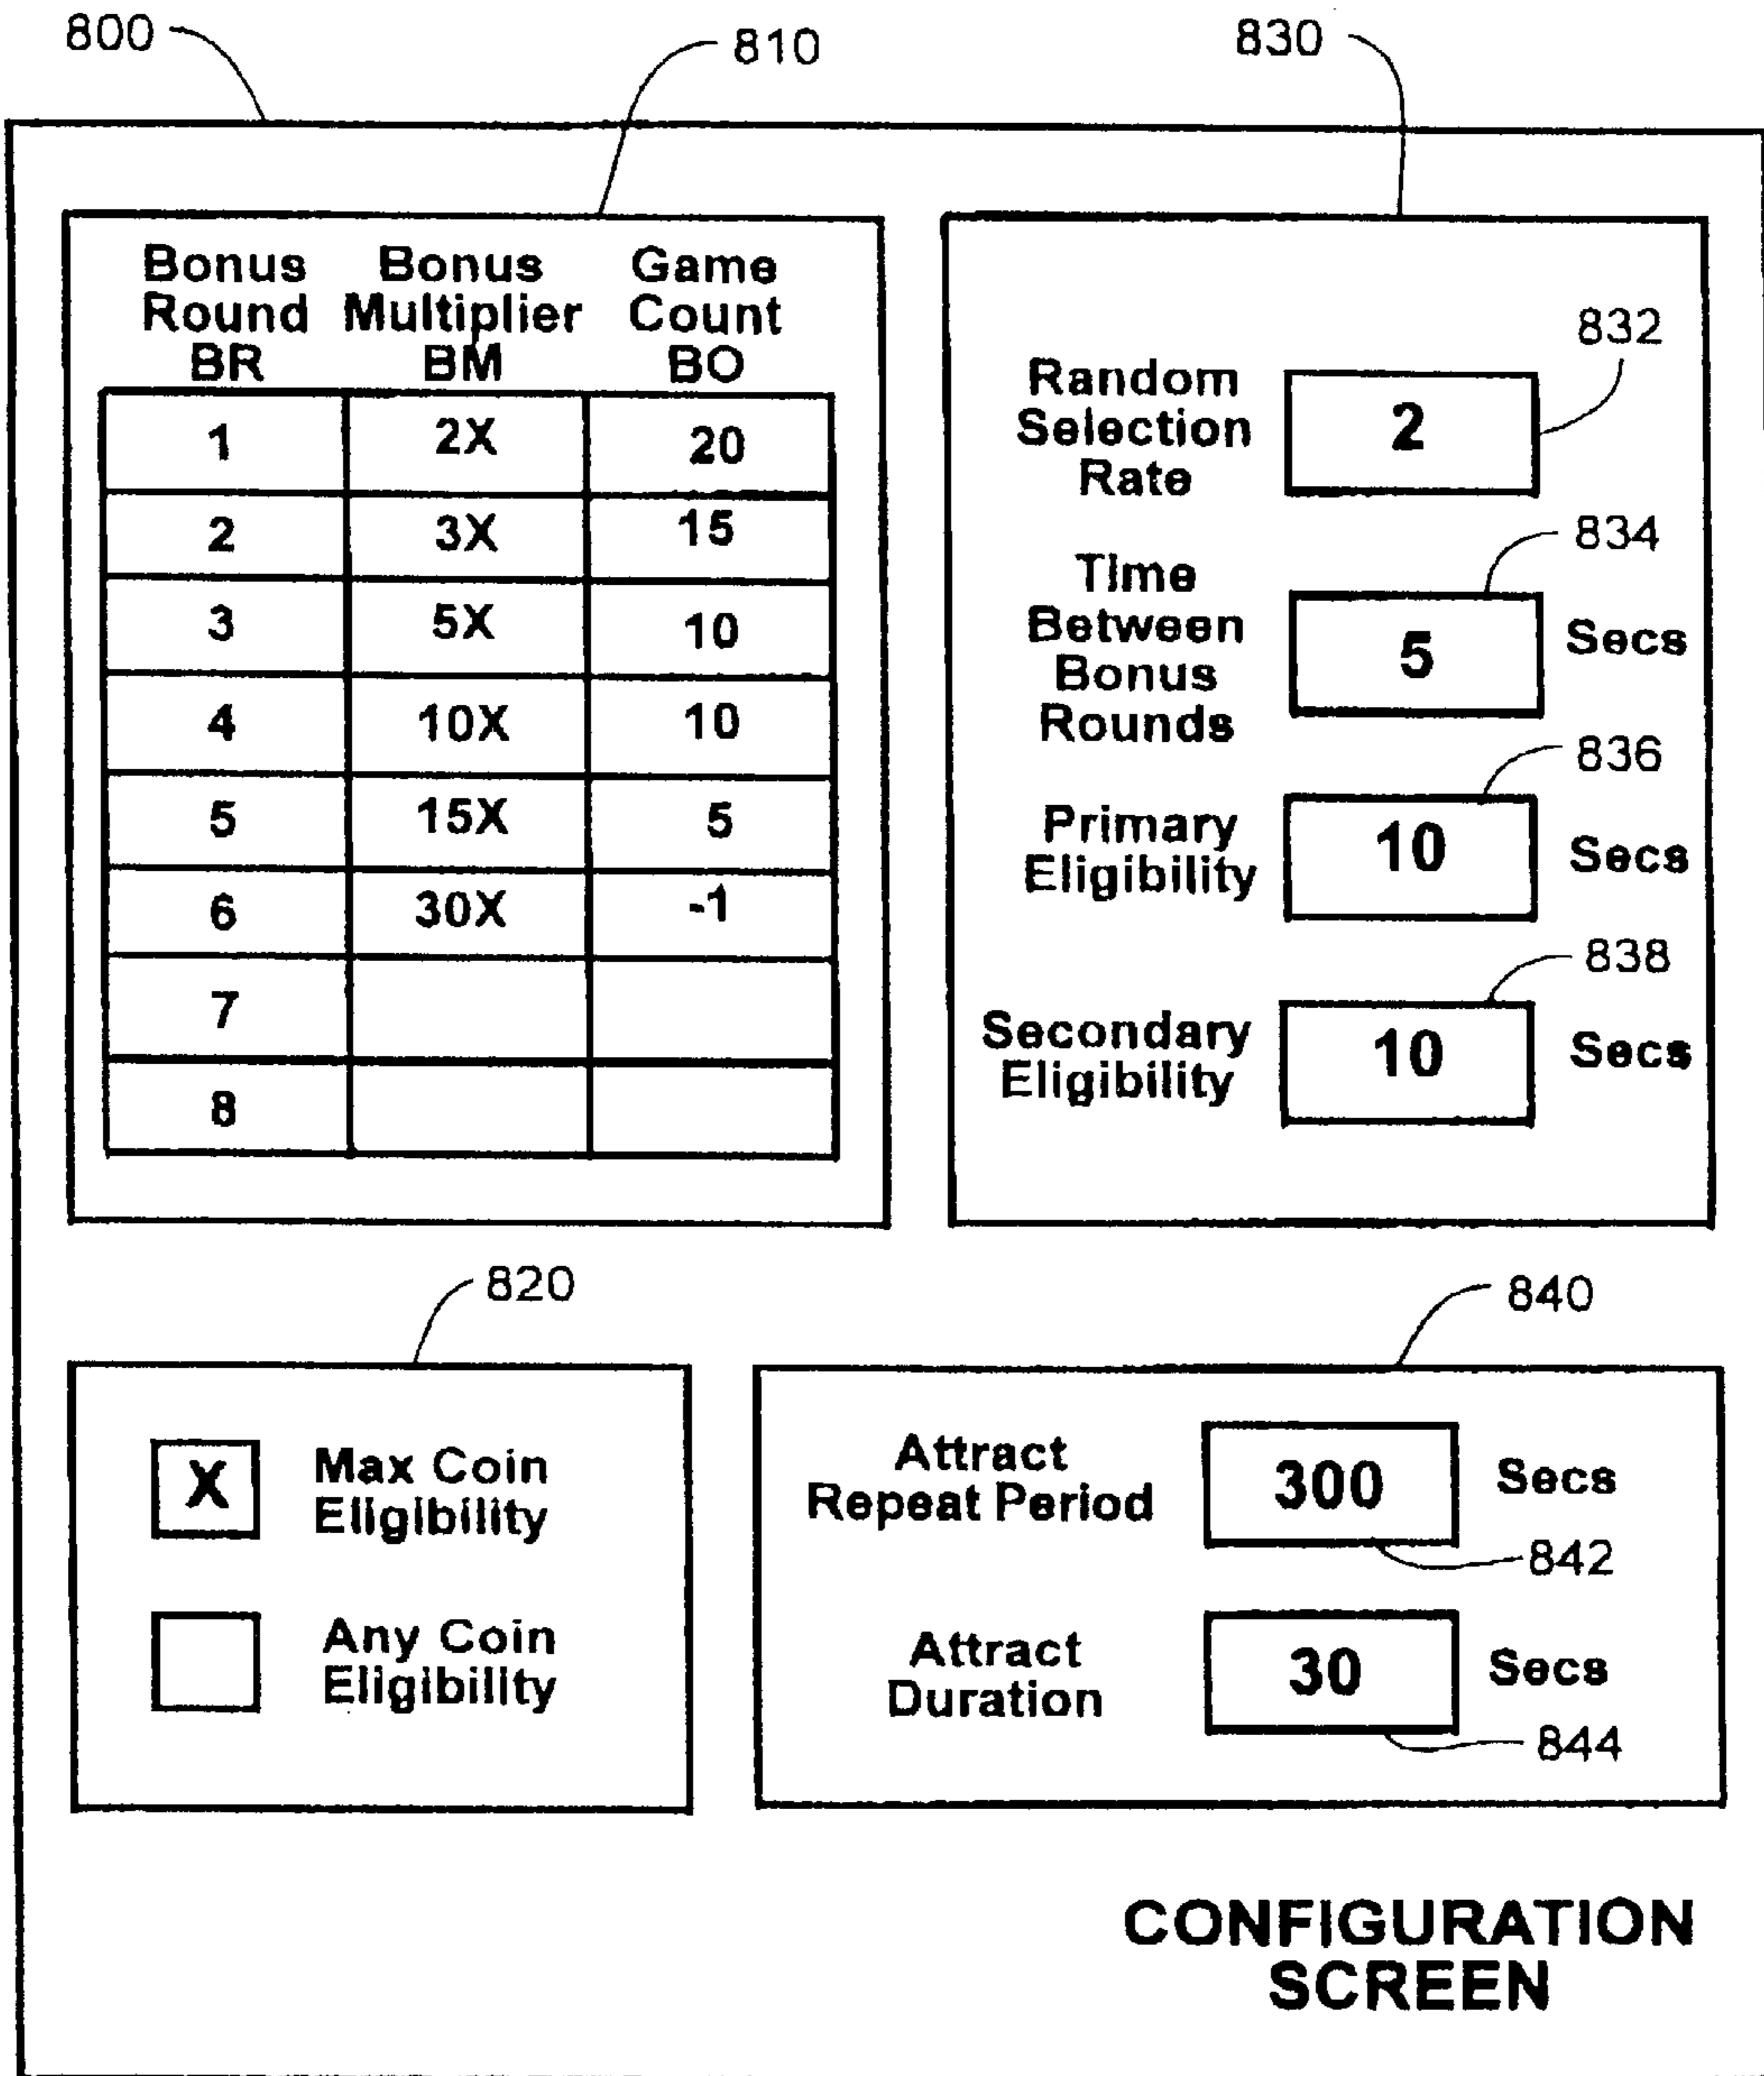 800
810
830
Bonus Bonus Game
Round Multiplier Count
BR BM BO
1 2X 20
2 3X 15
3 5X 10
4 10X 10
5 15X 5
6 30X -1
7
8
832
Random
Selection
Rate
2
834
Time
Between
Bonus
Rounds
5 Secs
836
Primary
Eligibility
10 Secs
838
Secondary
Eligibility
10 Secs
820
X Max Coin
Eligibility
Any Coin
Eligibility
840
Attract
Repeat Period
300 Secs
842
Attract
Duration
30 Secs
844
CONFIGURATION
SCREEN